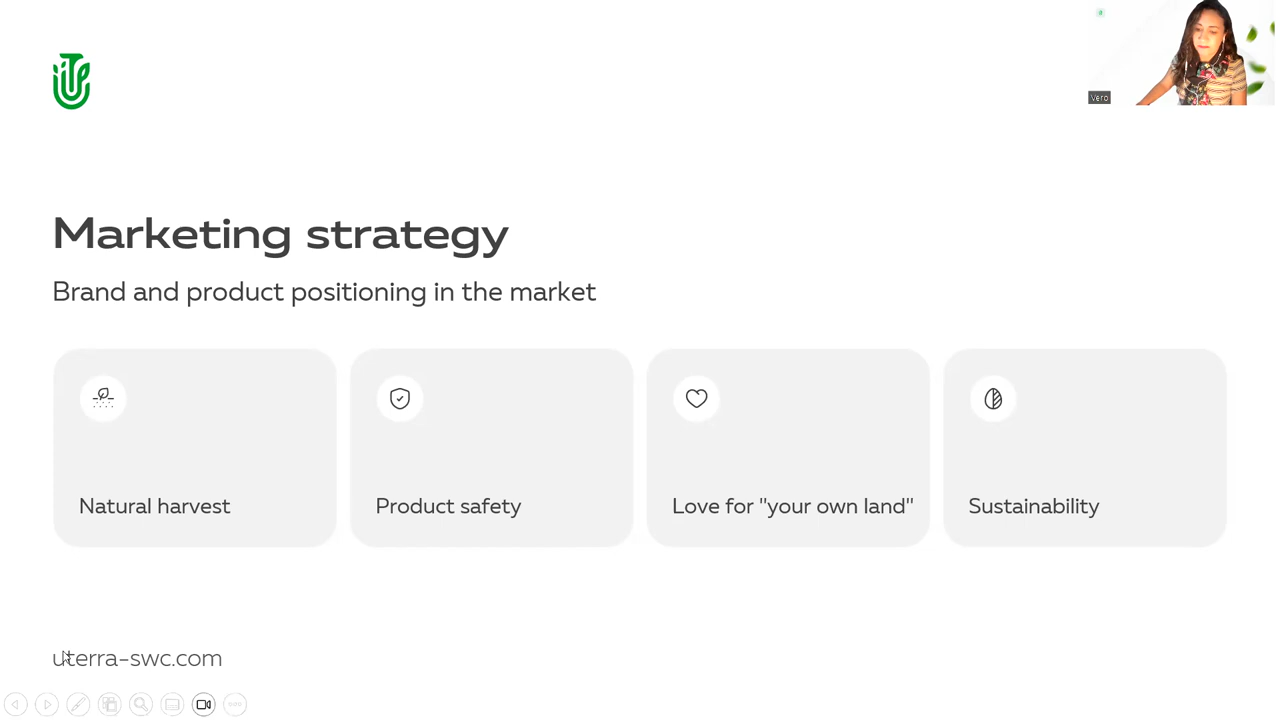 Vero
Marketing strategy
Brand and product positioning in the market
Natural harvest
Product safety
Love for "your own land"
Sustainability
uterra-swc.com